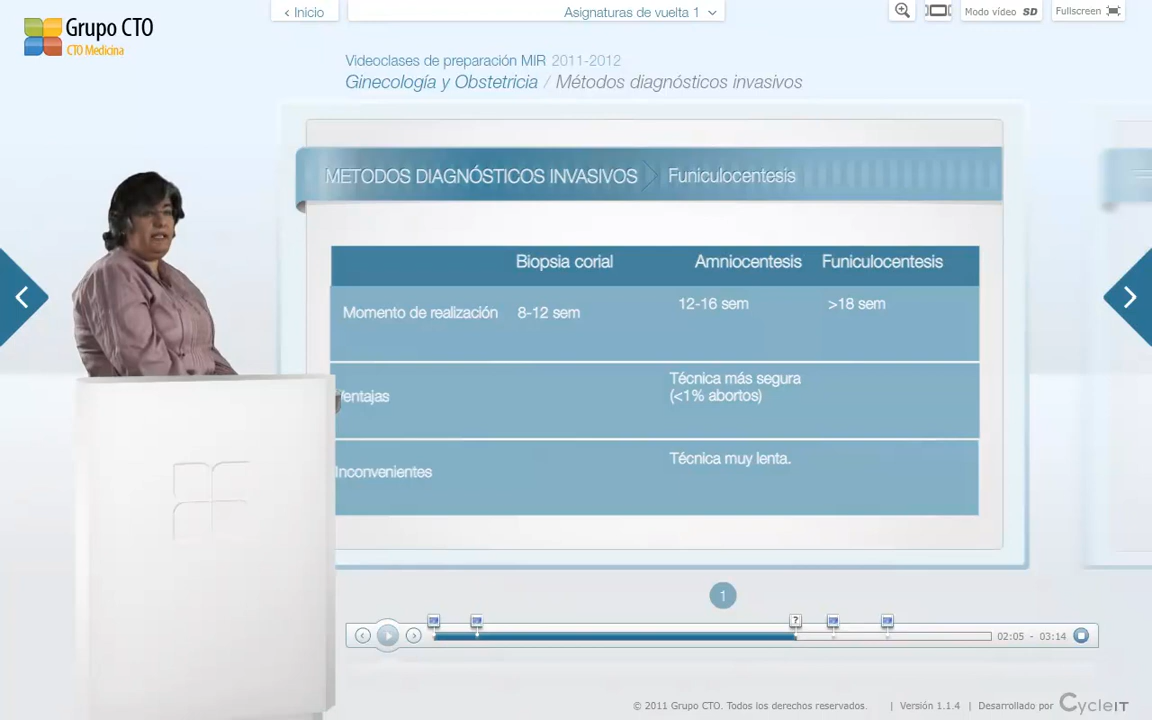 Grupo CTO
CTO Medicina
‹ Inicio
Asignaturas de vuelta 1
Modo vídeo SD
Fullscreen
Videoclases de preparación MIR 2011-2012
Ginecología y Obstetricia / Métodos diagnósticos invasivos
METODOS DIAGNÓSTICOS INVASIVOS Funiculocentesis
Biopsia corial Amniocentesis Funiculocentesis
Momento de realización 8-12 sem 12-16 sem >18 sem
Ventajas Técnica más segura
(<1% abortos)
Inconvenientes Técnica muy lenta.
1
?
02:05 - 03:14
© 2011 Grupo CTO. Todos los derechos reservados. | Versión 1.1.4 | Desarrollado por CycleIT